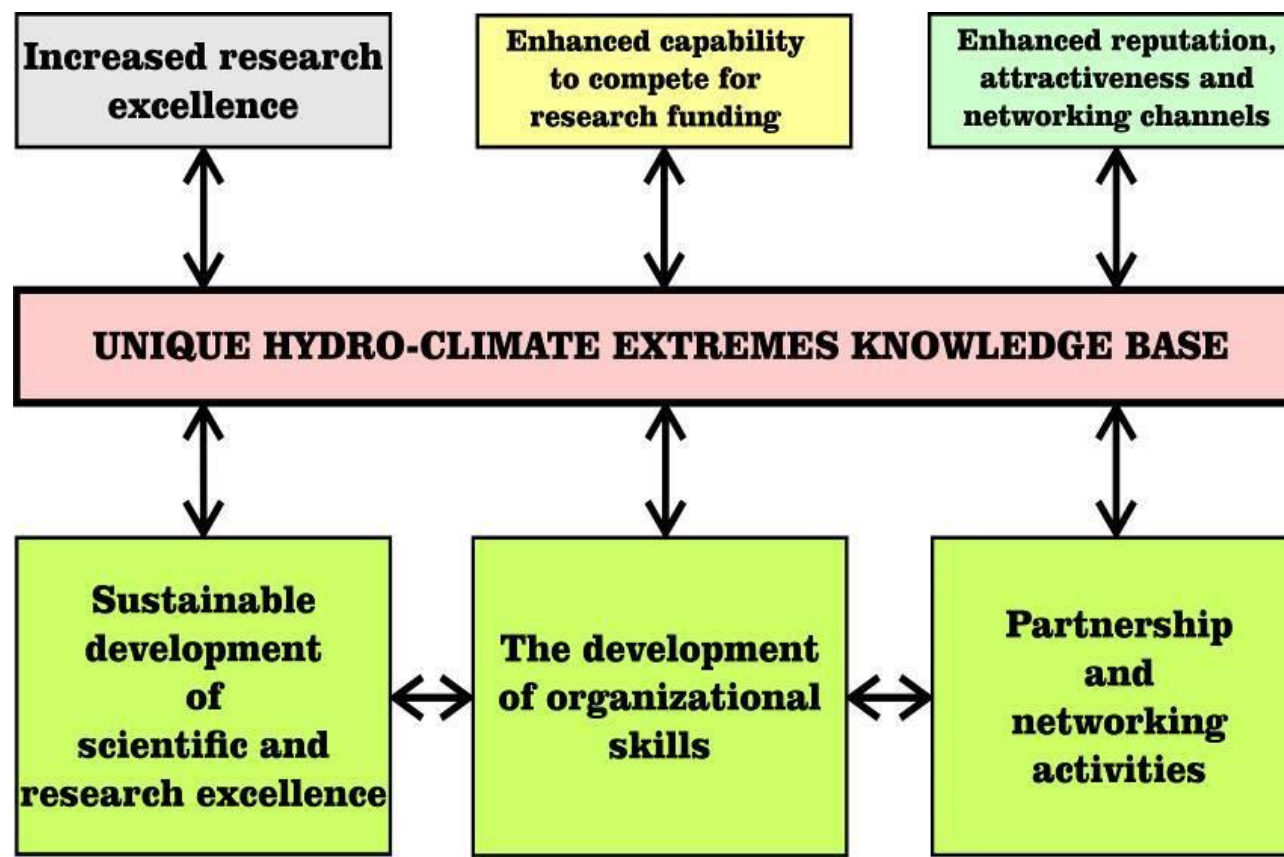 Increased research
excellence
Enhanced capability
to compete for
research funding
Enhanced reputation,
attractiveness and
networking channels
UNIQUE HYDRO-CLIMATE EXTREMES KNOWLEDGE BASE
Sustainable
development
of
scientific and
research excellence
The development
of organizational
skills
Partnership
and
networking
activities